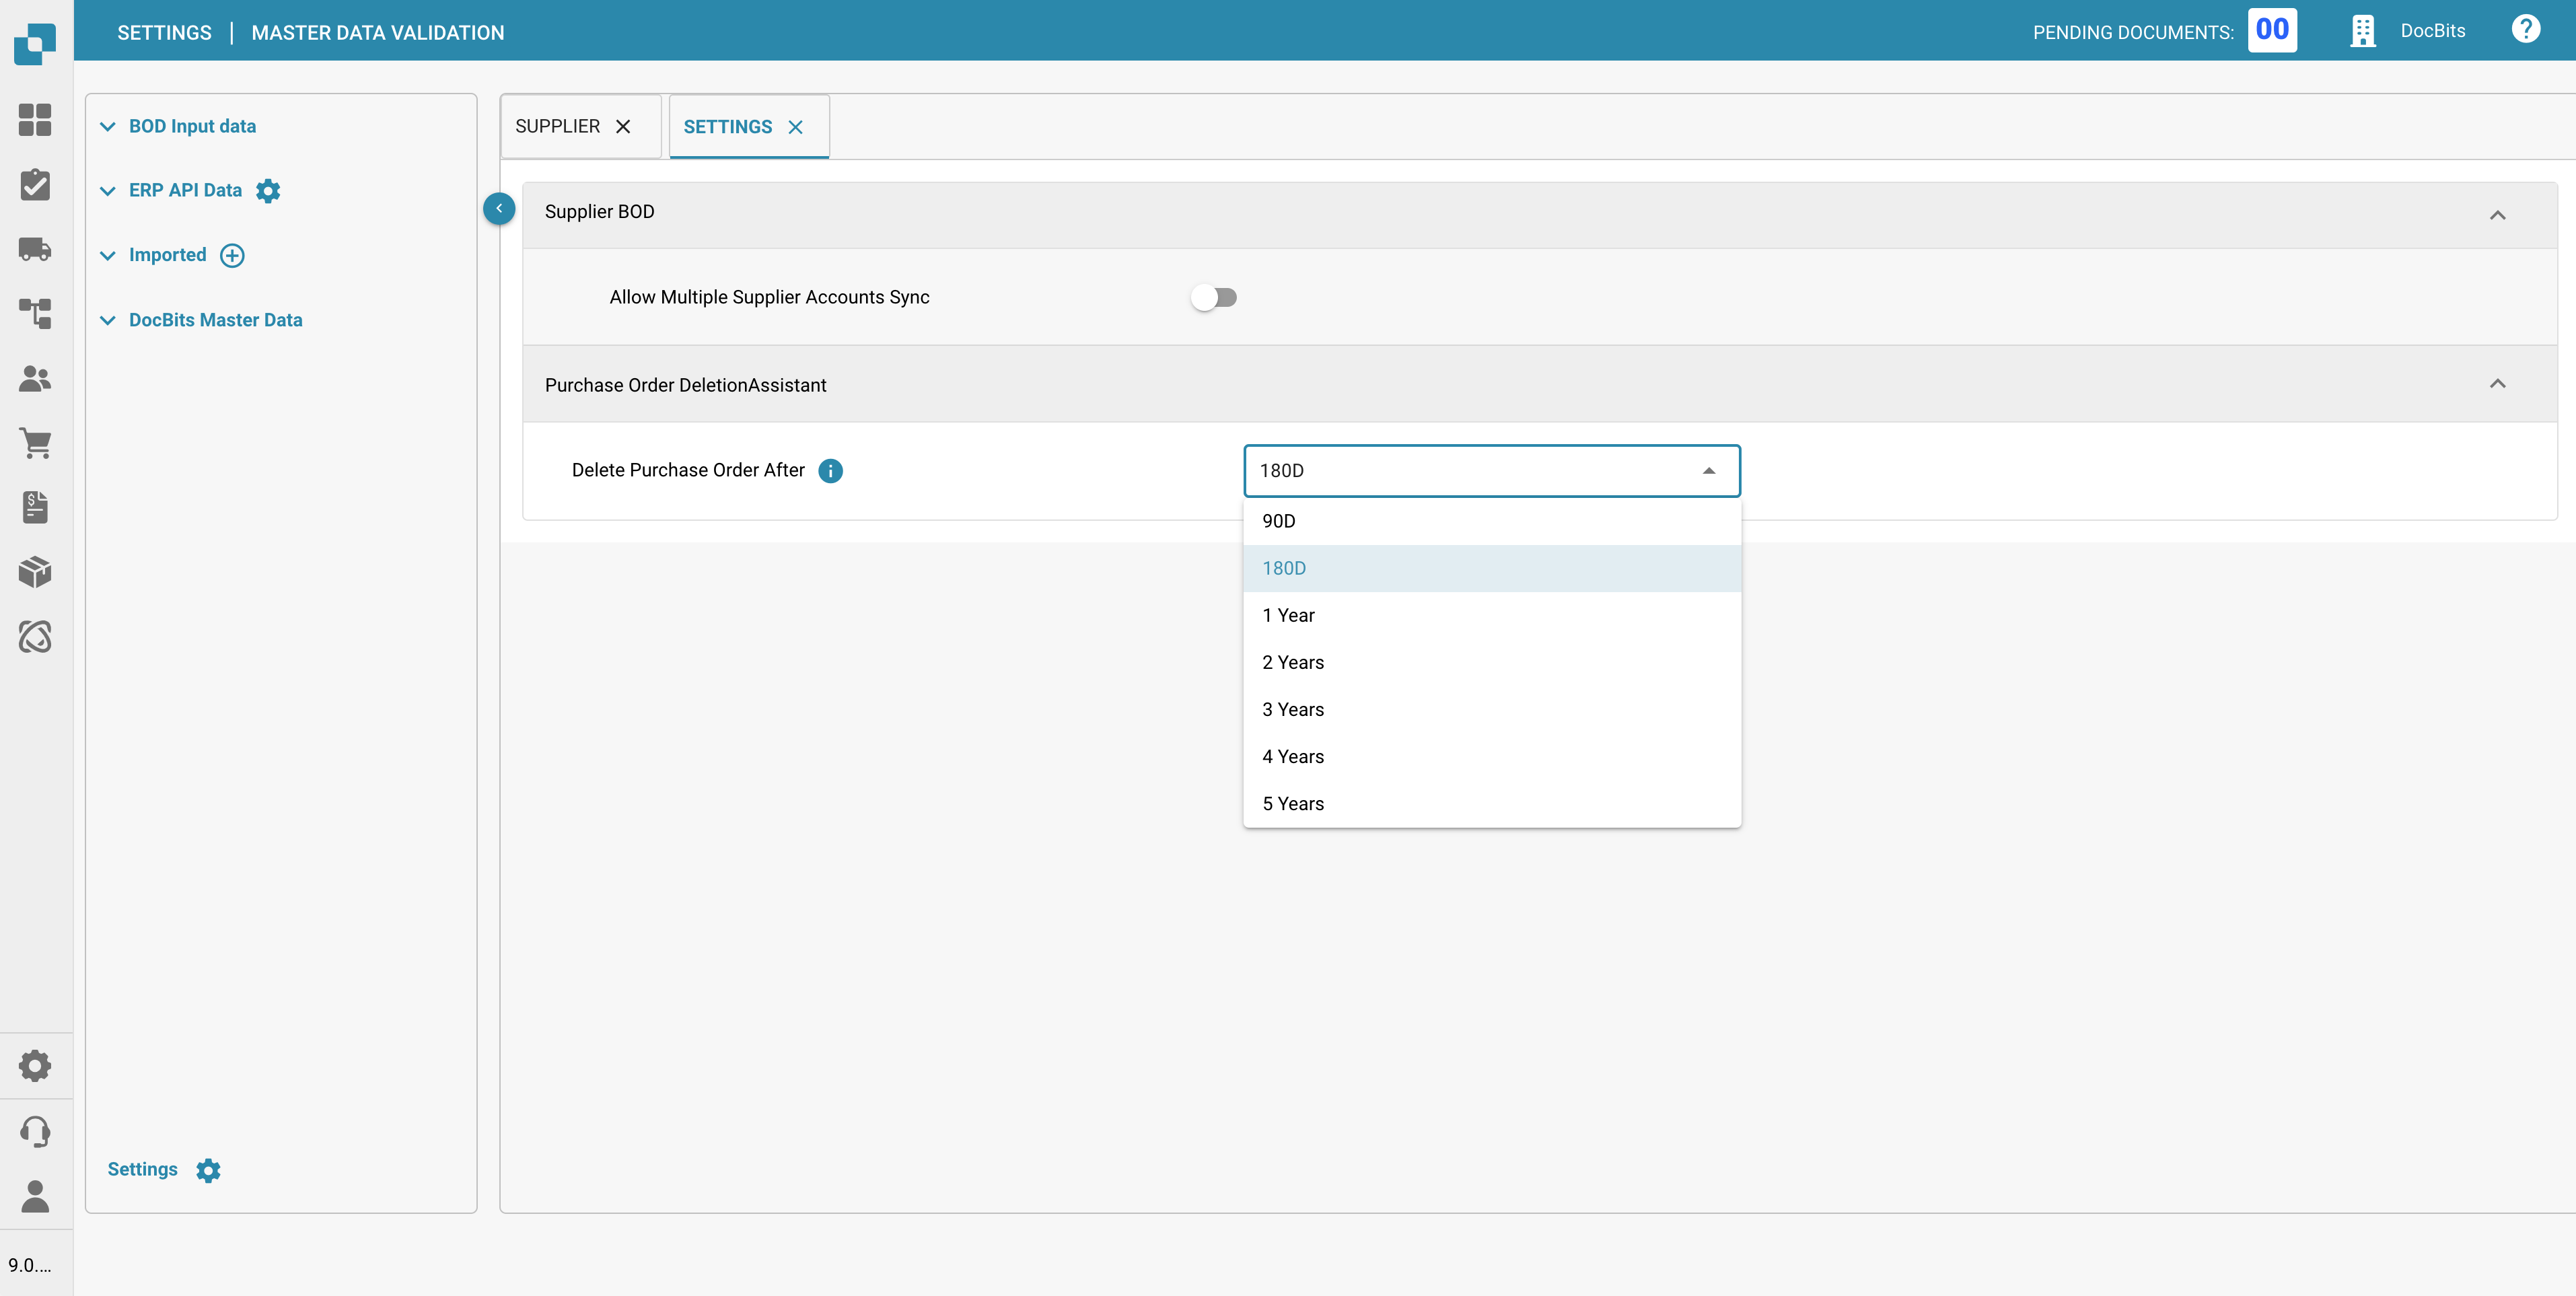 SETTINGS | MASTER DATA VALIDATION
PENDING DOCUMENTS: 00
DocBits
?
BOD Input data
ERP API Data
Imported
DocBits Master Data
Settings
9.0....
SUPPLIER
SETTINGS
Supplier BOD
Allow Multiple Supplier Accounts Sync
Purchase Order DeletionAssistant
Delete Purchase Order After i
180D
90D
180D
1 Year
2 Years
3 Years
4 Years
5 Years